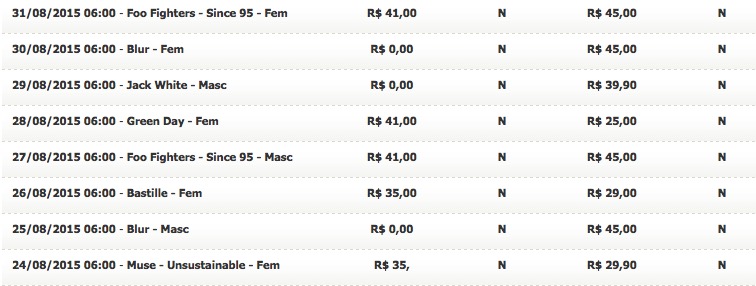 31/08/2015 06:00 - Foo Fighters - Since 95 - Fem R$ 41,00 N R$ 45,00 N
30/08/2015 06:00 - Blur - Fem R$ 0,00 N R$ 45,00 N
29/08/2015 06:00 - Jack White - Masc R$ 0,00 N R$ 39,90 N
28/08/2015 06:00 - Green Day - Fem R$ 41,00 N R$ 25,00 N
27/08/2015 06:00 - Foo Fighters - Since 95 - Masc R$ 41,00 N R$ 45,00 N
26/08/2015 06:00 - Bastille - Fem R$ 35,00 N R$ 29,00 N
25/08/2015 06:00 - Blur - Masc R$ 0,00 N R$ 45,00 N
24/08/2015 06:00 - Muse - Unsustainable - Fem R$ 35, N R$ 29,90 N